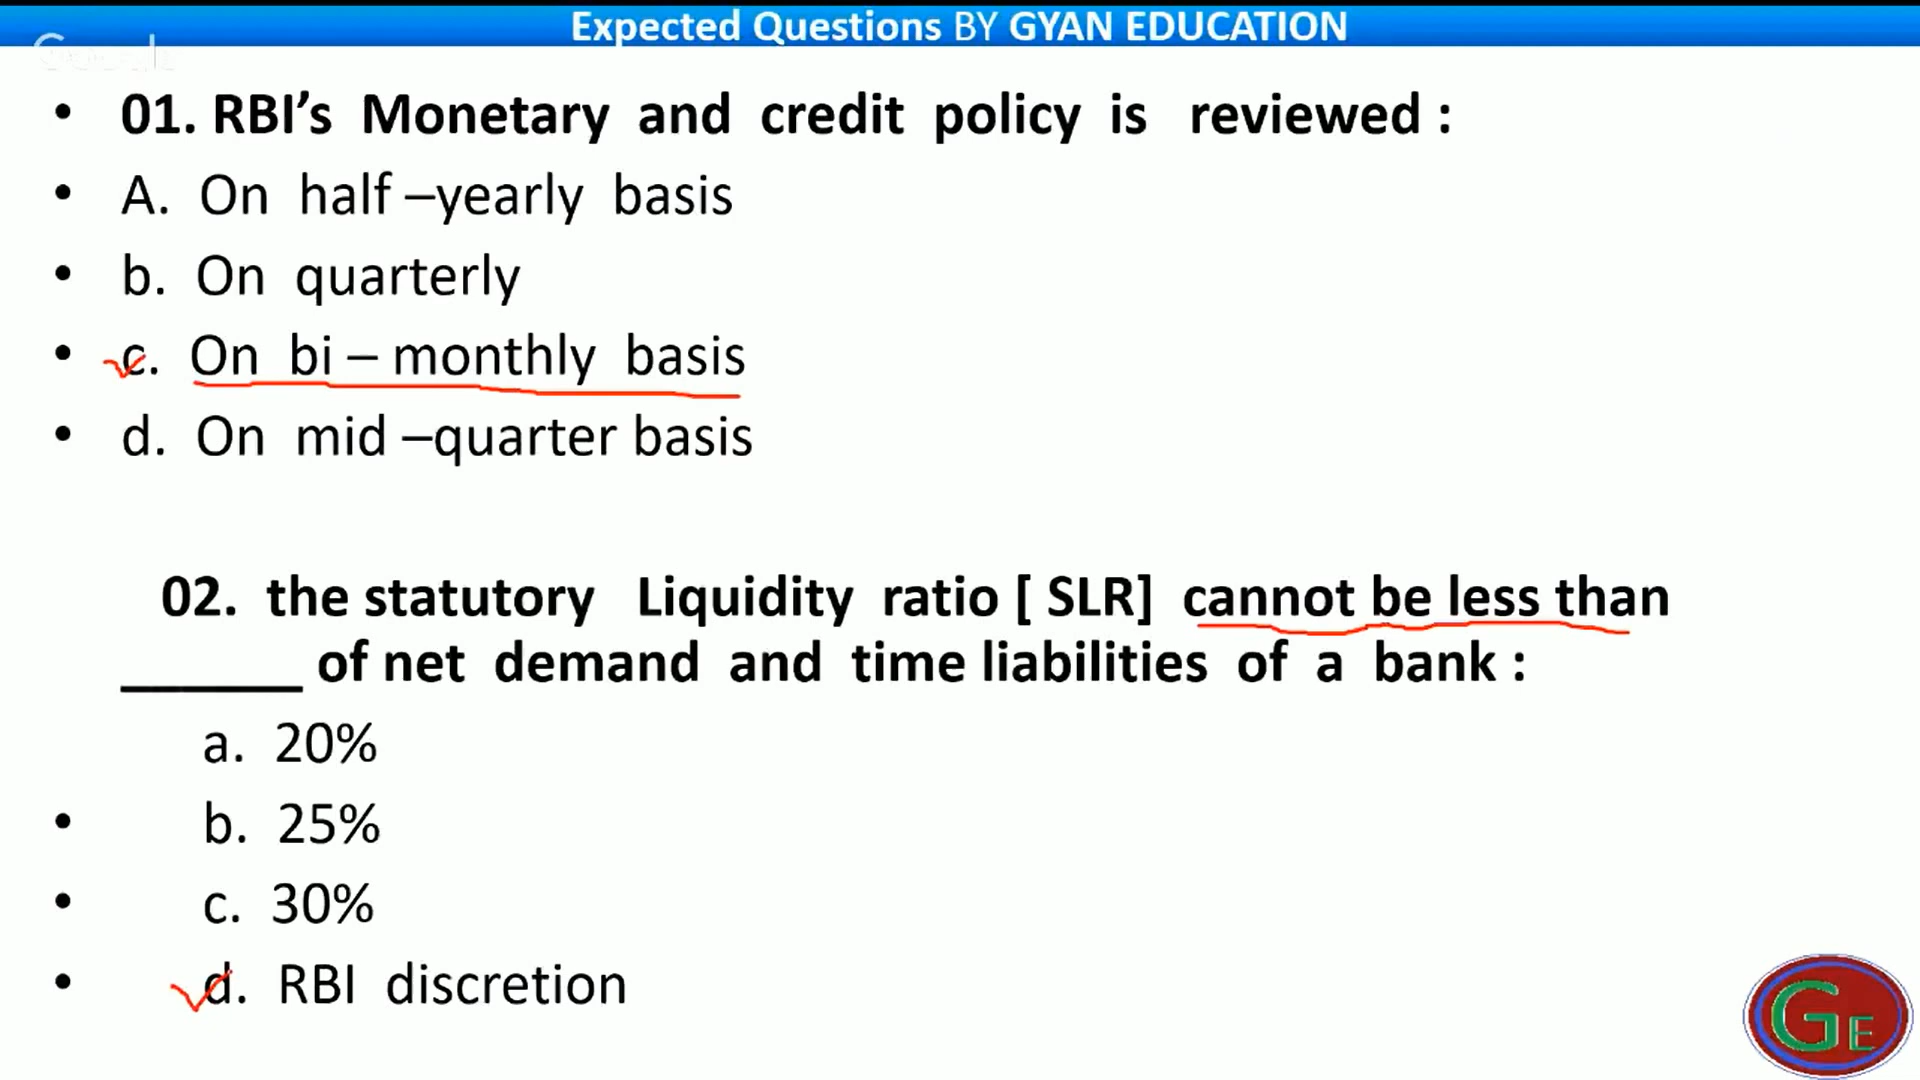 Expected Questions BY GYAN EDUCATION
Google
• 01. RBI’s Monetary and credit policy is reviewed :
• A. On half –yearly basis
• b. On quarterly
• c. On bi – monthly basis
• d. On mid –quarter basis
02. the statutory Liquidity ratio [ SLR] cannot be less than
______ of net demand and time liabilities of a bank :
a. 20%
• b. 25%
• c. 30%
• d. RBI discretion
GE